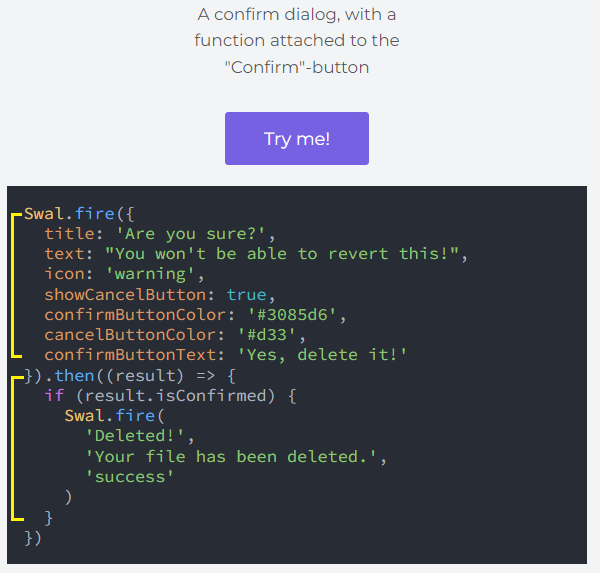 A confirm dialog, with a
function attached to the
"Confirm"-button
Try me!
Swal.fire({
  title: 'Are you sure?',
  text: "You won't be able to revert this!",
  icon: 'warning',
  showCancelButton: true,
  confirmButtonColor: '#3085d6',
  cancelButtonColor: '#d33',
  confirmButtonText: 'Yes, delete it!'
}).then((result) => {
  if (result.isConfirmed) {
    Swal.fire(
      'Deleted!',
      'Your file has been deleted.',
      'success'
    )
  }
})